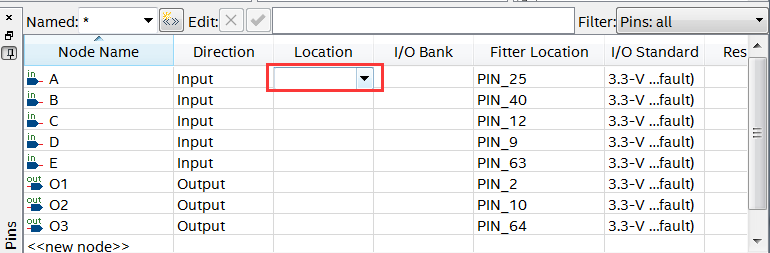 Named: * «» Edit: Filter: Pins: all
Node Name Direction Location I/O Bank Fitter Location I/O Standard Res
in A Input PIN_25 3.3-V ...fault)
in B Input PIN_40 3.3-V ...fault)
in C Input PIN_12 3.3-V ...fault)
in D Input PIN_9 3.3-V ...fault)
in E Input PIN_63 3.3-V ...fault)
out O1 Output PIN_2 3.3-V ...fault)
out O2 Output PIN_10 3.3-V ...fault)
out O3 Output PIN_64 3.3-V ...fault)
<<new node>>
Pins